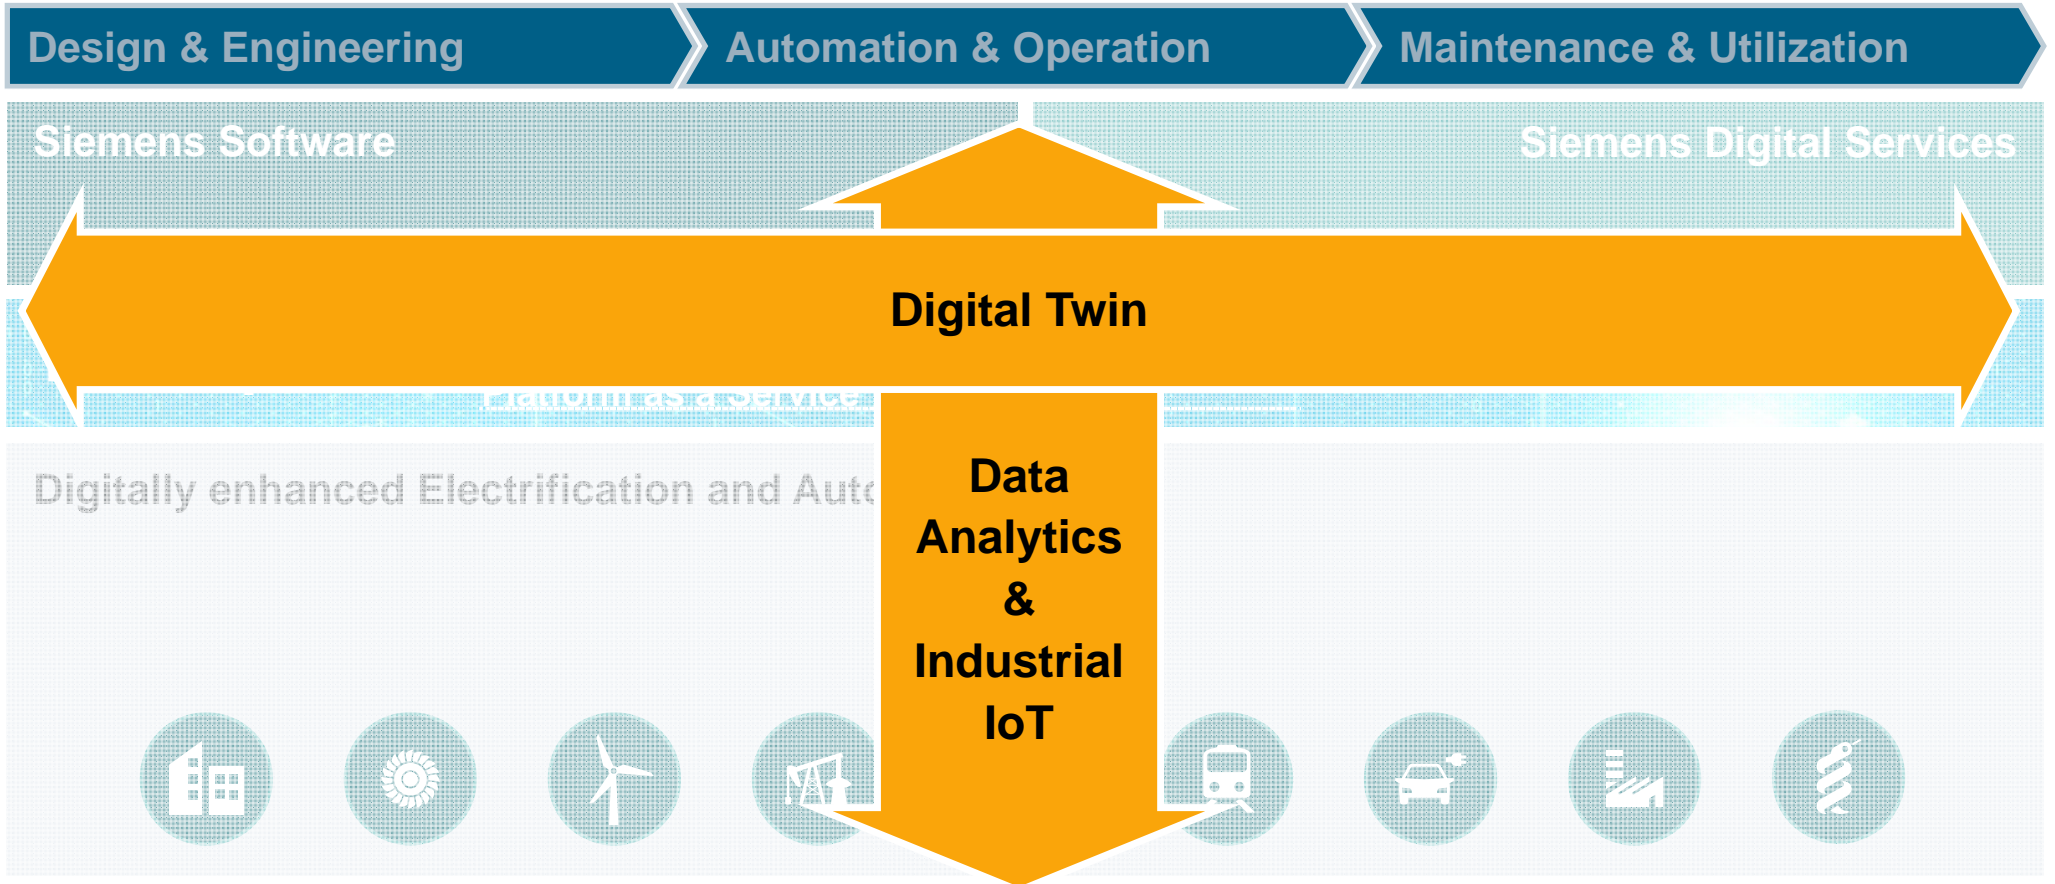 Design & Engineering
Automation & Operation
Maintenance & Utilization
Siemens Software
Siemens Digital Services
Digital Twin
Platform as a Service
Digitally enhanced Electrification and
Data
Analytics
&
Industrial
IoT